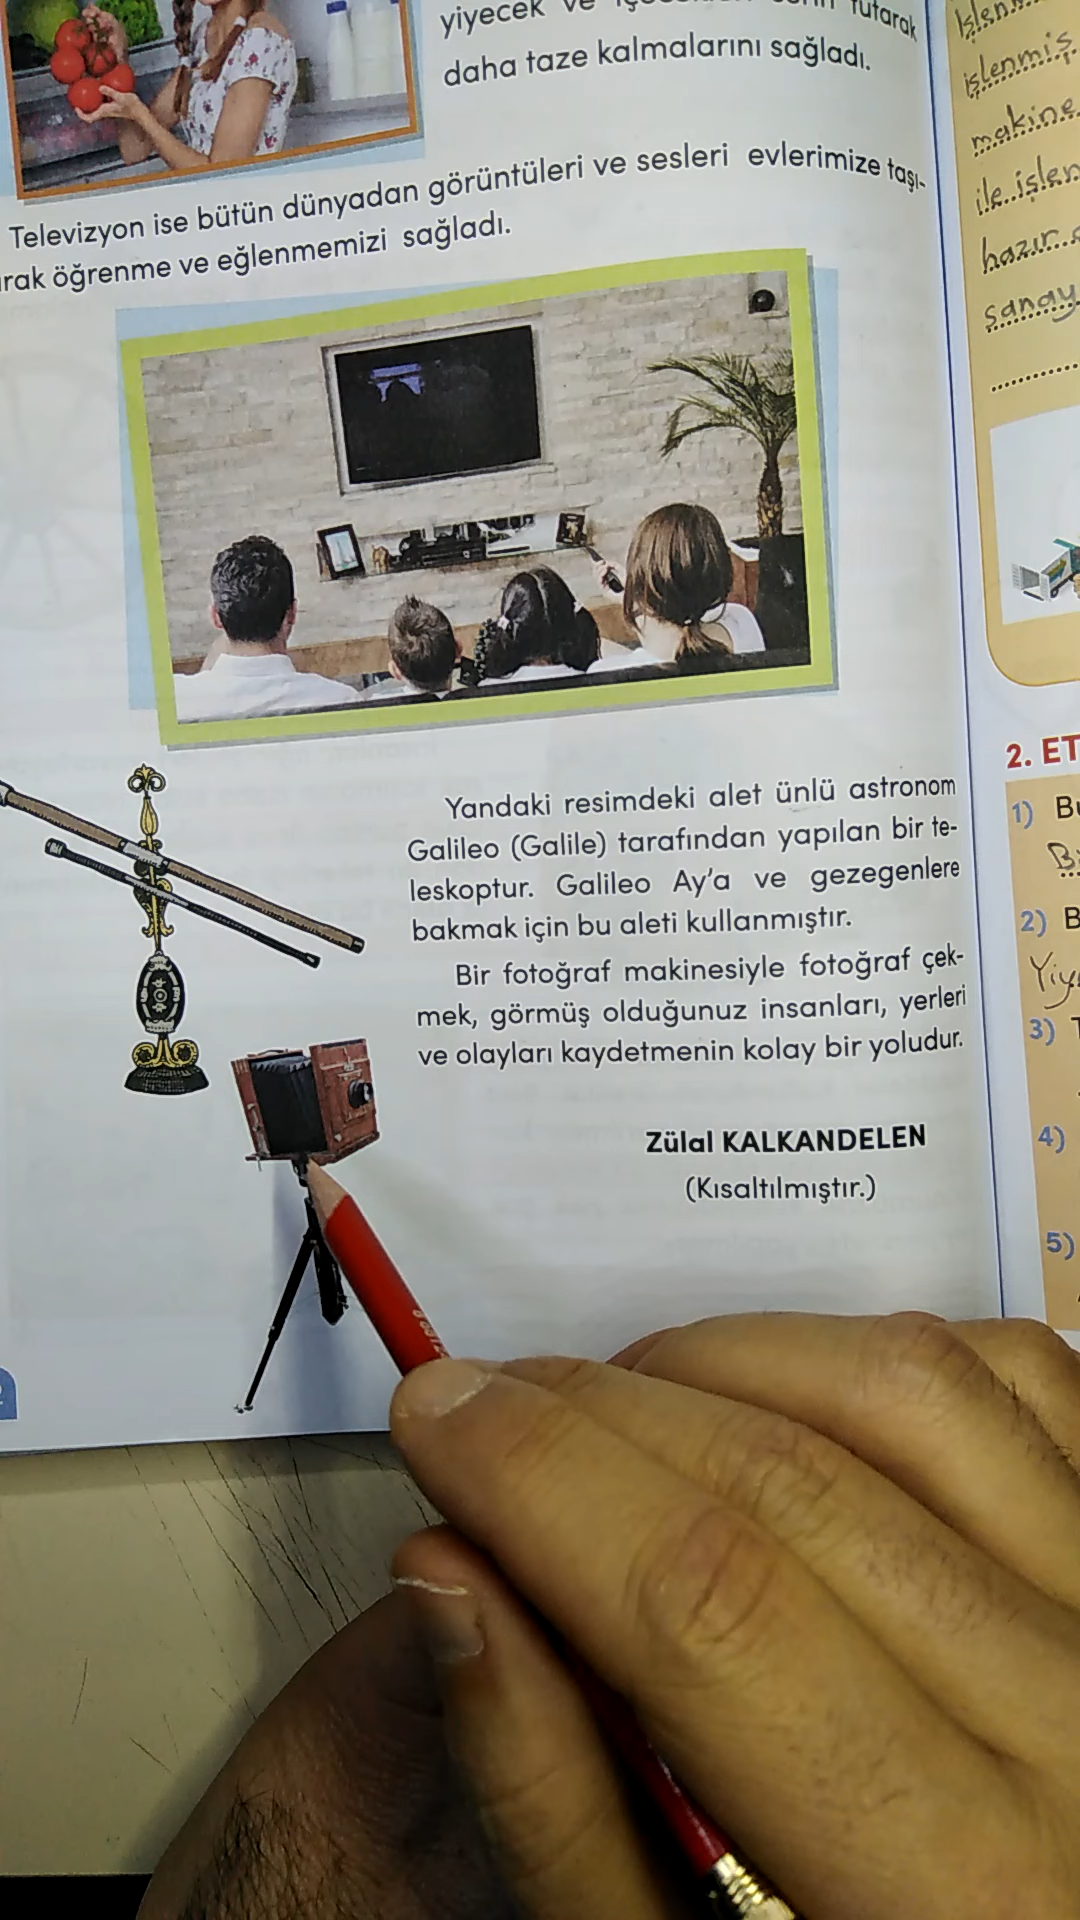 yiyecek ve
tutarak
daha taze kalmalarını sağladı.
Televizyon ise bütün dünyadan görüntüleri ve sesleri evlerimize taşı-
rak öğrenme ve eğlenmemizi sağladı.
Yandaki resimdeki alet ünlü astronom
Galileo (Galile) tarafından yapılan bir te-
leskoptur. Galileo Ay'a ve gezegenlere
bakmak için bu aleti kullanmıştır.
Bir fotoğraf makinesiyle fotoğraf çek-
mek, görmüş olduğunuz insanları, yerleri
ve olayları kaydetmenin kolay bir yoludur.
Zülal KALKANDELEN
(Kısaltılmıştır.)
işlenmiş
makine
ile işlen
hazır
sanay
2. ET
1) Bu
2) B
Yiye
3) T
4)
5)